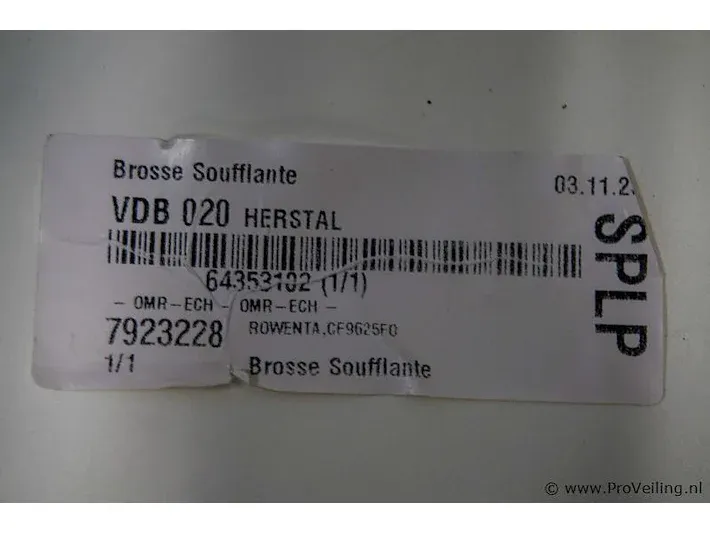 Brosse Soufflante
03.11.2
VDB 020 HERSTAL
64353102 (1/1)
- OMR-ECH - OMR-ECH -
7923228 ROWENTA,CF9625F0
1/1 Brosse Soufflante
SPLP
© www.ProVeiling.nl